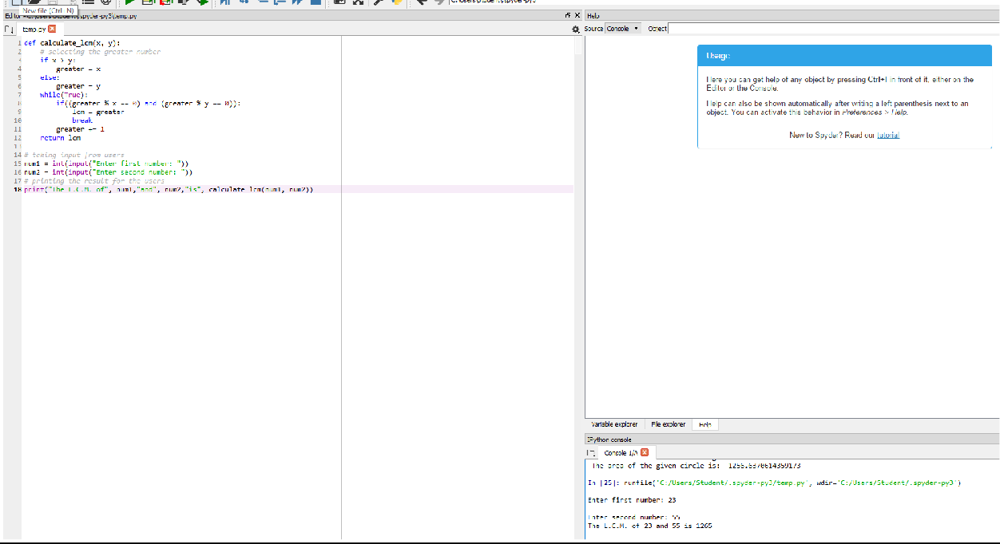 C:\Users\Student\.spyder-py3
New file (Ctrl+N)
Editor - C:\Users\Student\.spyder-py3\temp.py
Help
temp.py
Source Console Object
1 def calculate_lcm(x, y):
2 # selecting the greater number
3 if x > y:
4 greater = x
5 else:
6 greater = y
7 while(True):
8 if((greater % x == 0) and (greater % y == 0)):
9 lcm = greater
10 break
11 greater += 1
12 return lcm
13
14 # taking input from users
15 num1 = int(input("Enter first number: "))
16 num2 = int(input("Enter second number: "))
17 # printing the result for the users
18 print("The L.C.M. of", num1,"and", num2,"is", calculate_lcm(num1, num2))
Usage
Here you can get help of any object by pressing Ctrl+I in front of it, either on the
Editor or the Console.
Help can also be shown automatically after writing a left parenthesis next to an
object. You can activate this behavior in Preferences > Help.
New to Spyder? Read our tutorial
Variable explorer File explorer Help
IPython console
Console 1/A
The area of the given circle is: 1256.6370614359173
In [25]: runfile('C:/Users/Student/.spyder-py3/temp.py', wdir='C:/Users/Student/.spyder-py3')
Enter first number: 23
Enter second number: 55
The L.C.M. of 23 and 55 is 1265